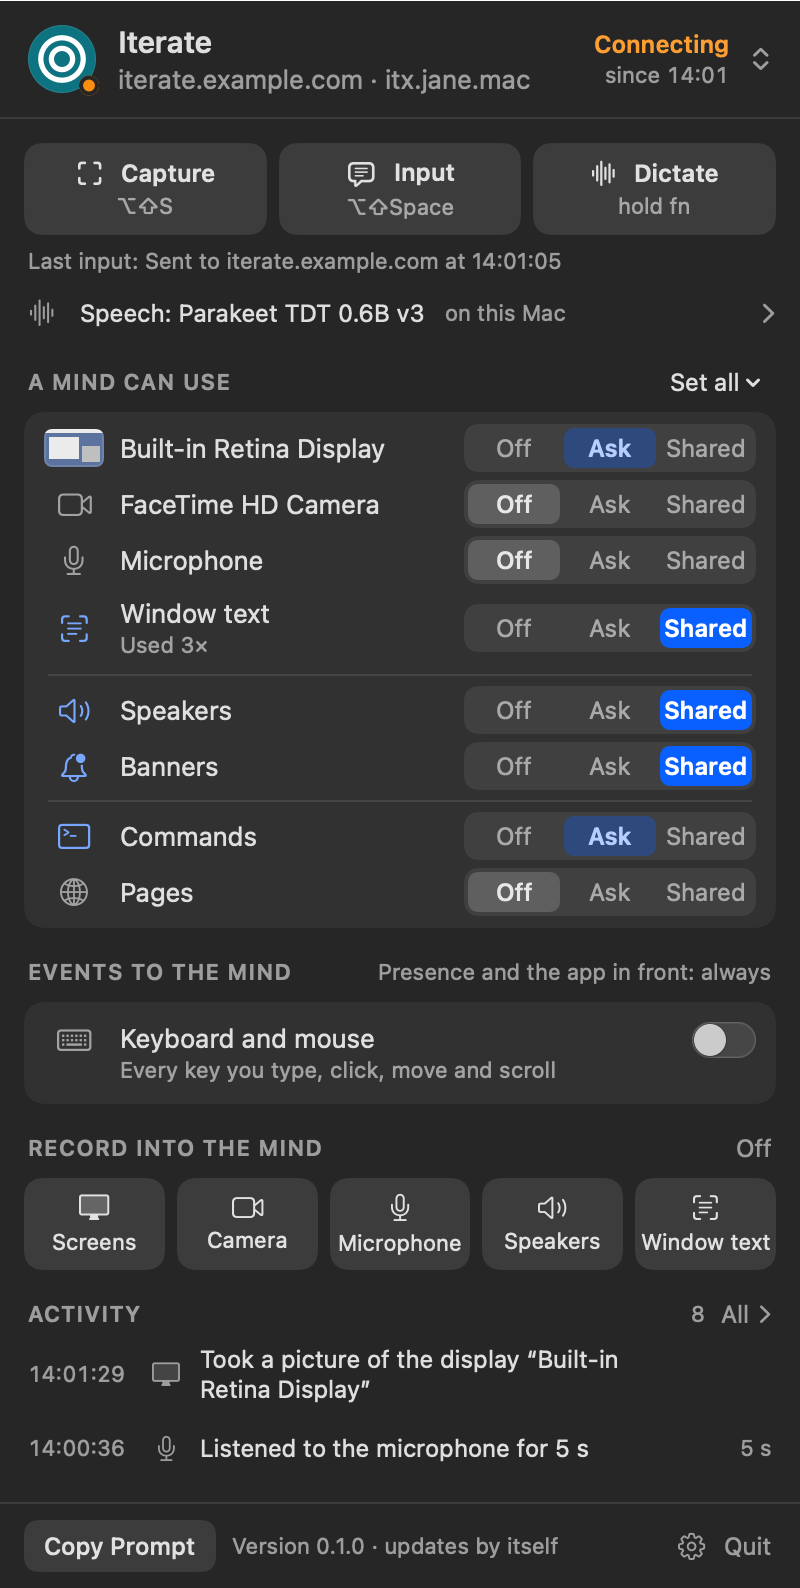 Iterate
iterate.example.com · itx.jane.mac
Connecting
since 14:01
Capture
⌥⇧S
Input
⌥⇧Space
Dictate
hold fn
Last input: Sent to iterate.example.com at 14:01:05
Speech: Parakeet TDT 0.6B v3 on this Mac
A MIND CAN USE
Set all
Built-in Retina Display Off Ask Shared
FaceTime HD Camera Off Ask Shared
Microphone Off Ask Shared
Window text
Used 3×
Off Ask Shared
Speakers Off Ask Shared
Banners Off Ask Shared
Commands Off Ask Shared
Pages Off Ask Shared
EVENTS TO THE MIND
Presence and the app in front: always
Keyboard and mouse
Every key you type, click, move and scroll
RECORD INTO THE MIND
Off
Screens
Camera
Microphone
Speakers
Window text
ACTIVITY
8 All
14:01:29 Took a picture of the display “Built-in
Retina Display”
14:00:36 Listened to the microphone for 5 s 5 s
Copy Prompt
Version 0.1.0 · updates by itself
Quit